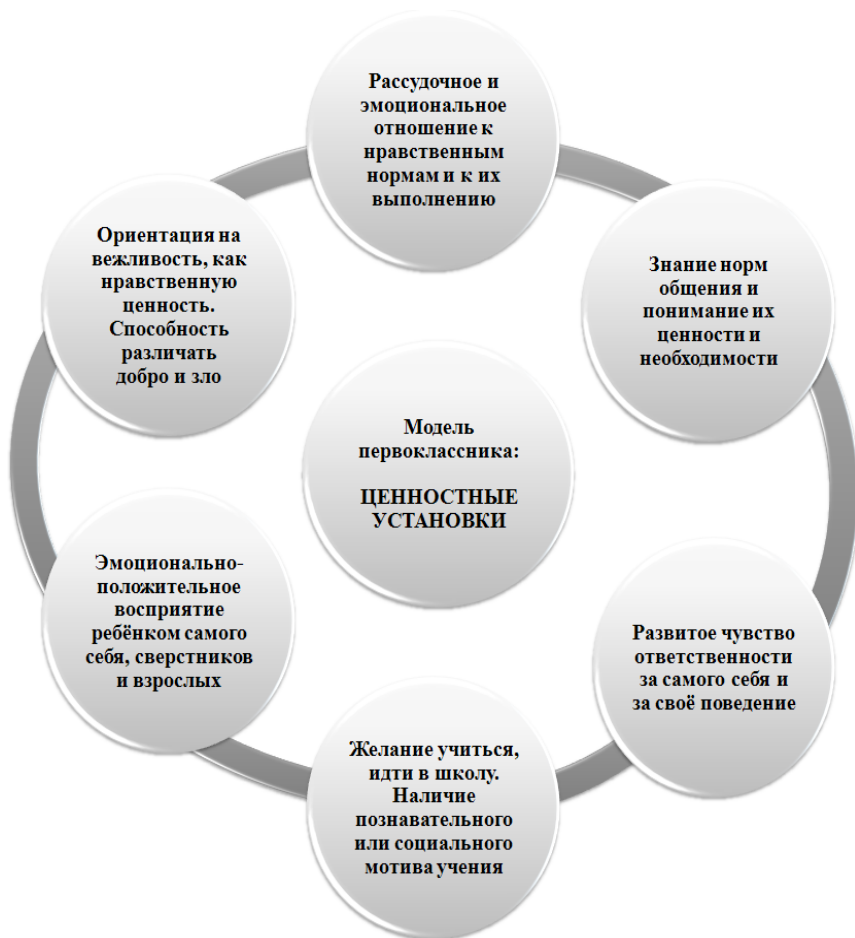 Рассудочное и
эмоциональное
отношение к
нравственным
нормам и к их
выполнению
Ориентация на
вежливость, как
нравственную
ценность.
Способность
различать
добро и зло
Знание норм
общения и
понимание их
ценности и
необходимости
Модель
первоклассника:
ЦЕННОСТНЫЕ
УСТАНОВКИ
Эмоционально-
положительное
восприятие
ребёнком самого
себя, сверстников
и взрослых
Развитое чувство
ответственности
за самого себя и
за своё поведение
Желание учиться,
идти в школу.
Наличие
познавательного
или социального
мотива учения